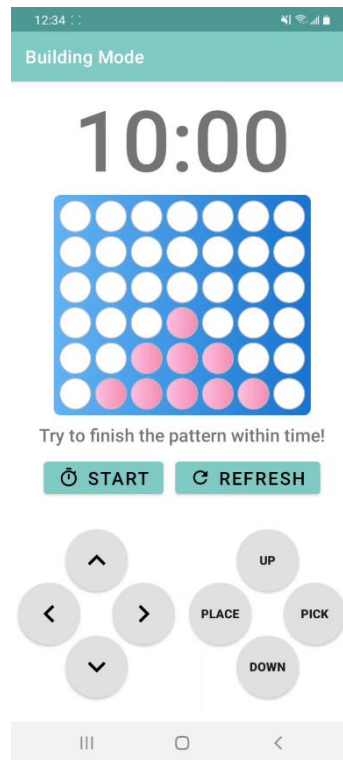 12:34
Building Mode
10:00
Try to finish the pattern within time!
START
REFRESH
UP
PLACE
PICK
DOWN